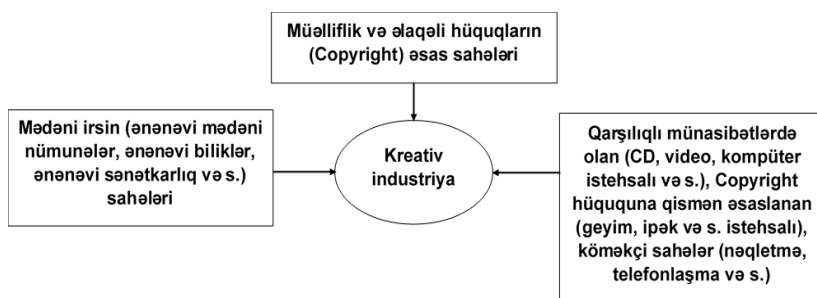 Müəlliflik və əlaqəli hüquqların
(Copyright) əsas sahələri
Mədəni irsin (ənənəvi mədəni
nümunələr, ənənəvi biliklər,
ənənəvi sənətkarlıq və s.)
sahələri
Kreativ
industriya
Qarşılıqlı münasibətlərdə
olan (CD, video, kompüter
istehsalı və s.), Copyright
hüququna qismən əsaslanan
(geyim, ipək və s. istehsalı),
köməkçi sahələr (nəqletmə,
telefonlaşma və s.)